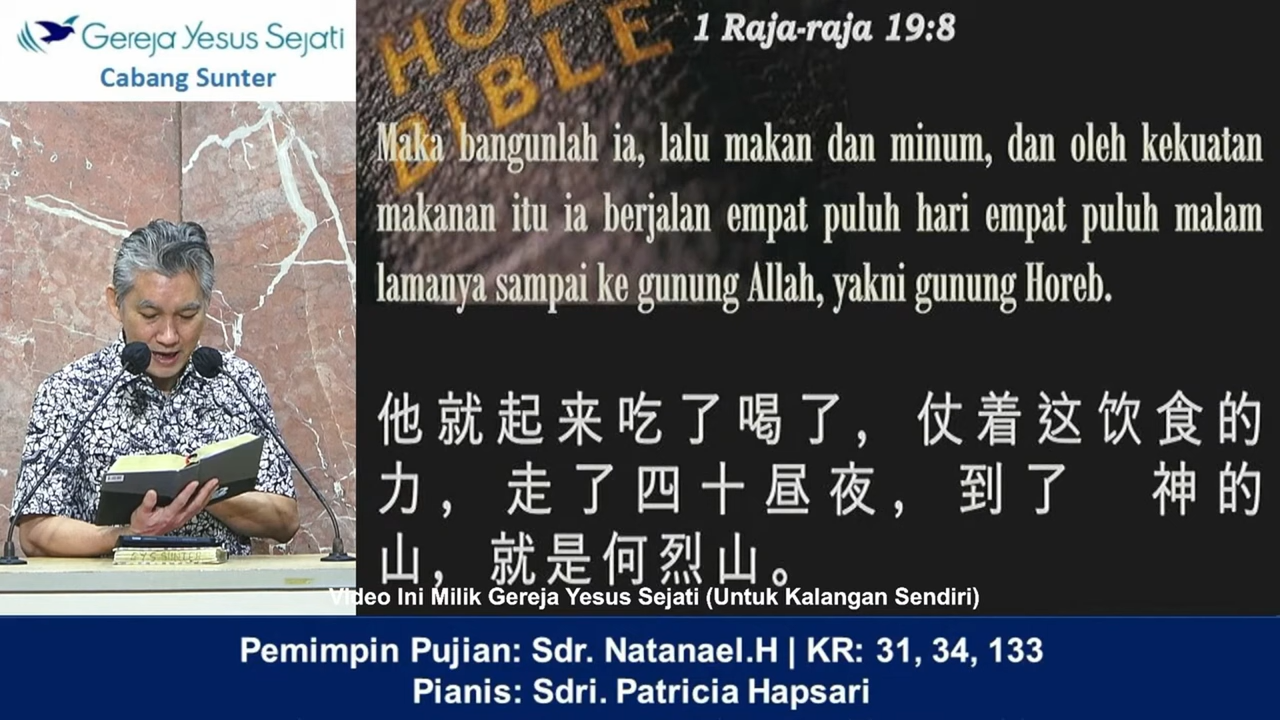 Gereja Yesus Sejati
Cabang Sunter
HOLY
BIBLE
1 Raja-raja 19:8
Maka bangunlah ia, lalu makan dan minum, dan oleh kekuatan
makanan itu ia berjalan empat puluh hari empat puluh malam
lamanya sampai ke gunung Allah, yakni gunung Horeb.
他就起来吃了喝了，仗着这饮食的
力，走了四十昼夜，到了 神的
山，就是何烈山。
GYS SUNTER
Video Ini Milik Gereja Yesus Sejati (Untuk Kalangan Sendiri)
Pemimpin Pujian: Sdr. Natanael.H | KR: 31, 34, 133
Pianis: Sdri. Patricia Hapsari